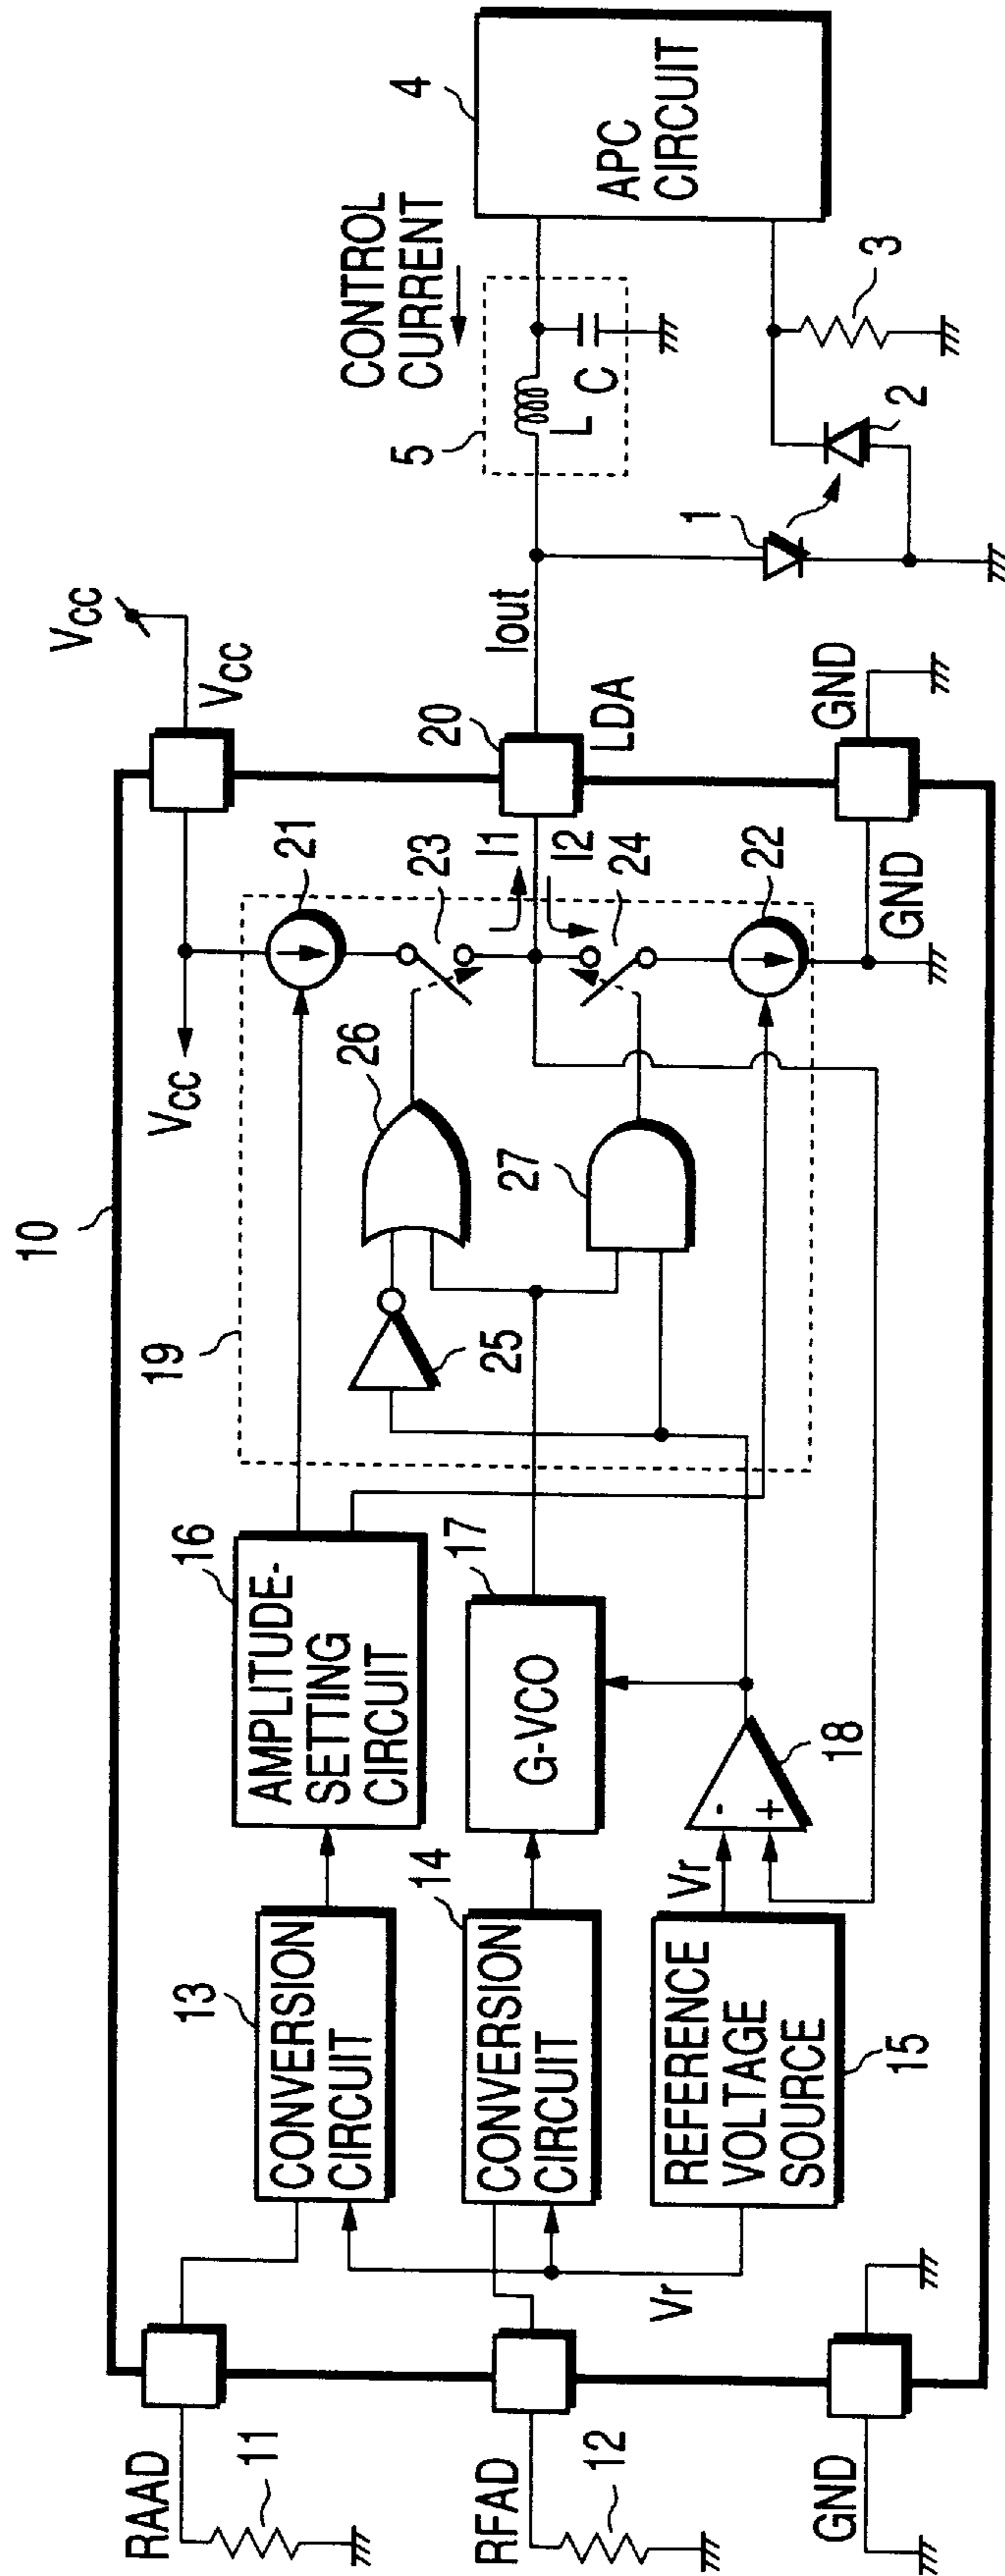 10
RAAD
11
RFAD
12
GND
13
CONVERSION
CIRCUIT
14
CONVERSION
CIRCUIT
REFERENCE
VOLTAGE
SOURCE
15
Vr
Vr
16
AMPLITUDE-
SETTING
CIRCUIT
17
G-VCO
-
+
18
19
25
26
27
Vcc
21
23
I1
I2
24
22
GND
Vcc
Vcc
20
LDA
GND
Iout
1
2
3
5
L
C
CONTROL
CURRENT
4
APC
CIRCUIT